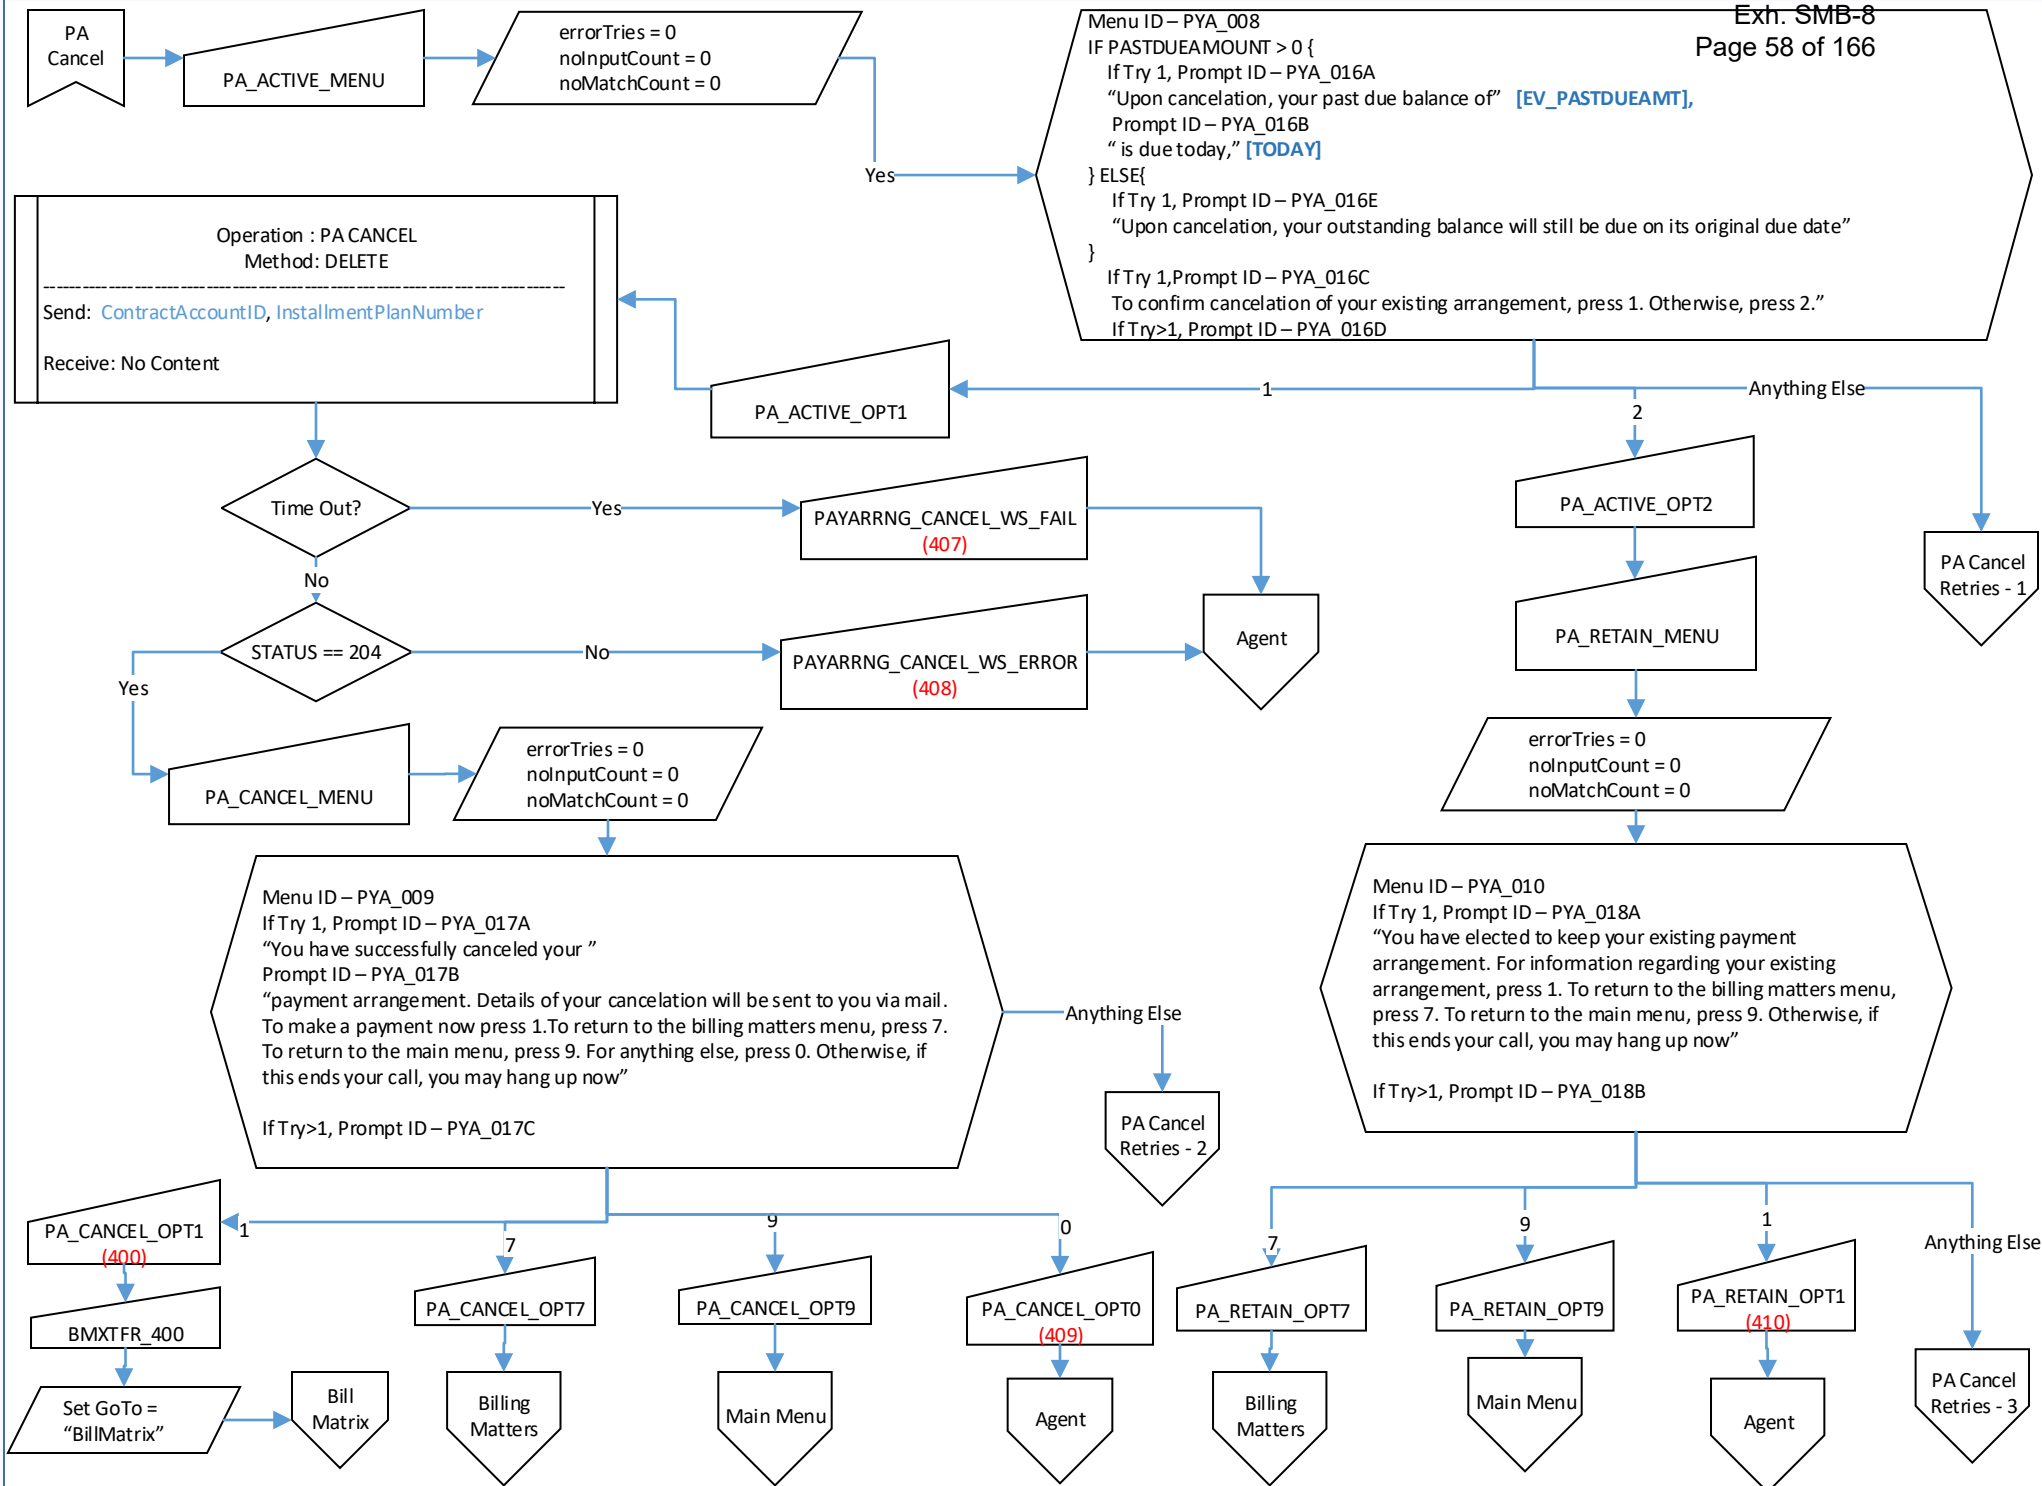 Exh. SMB-8
Page 58 of 166
PA
Cancel
PA_ACTIVE_MENU
errorTries = 0
noInputCount = 0
noMatchCount = 0
Yes
Menu ID – PYA_008
IF PASTDUEAMOUNT > 0 {
If Try 1, Prompt ID – PYA_016A
“Upon cancelation, your past due balance of” [EV_PASTDUEAMT],
Prompt ID – PYA_016B
“ is due today,” [TODAY]
} ELSE{
If Try 1, Prompt ID – PYA_016E
“Upon cancelation, your outstanding balance will still be due on its original due date”
}
If Try 1,Prompt ID – PYA_016C
To confirm cancelation of your existing arrangement, press 1. Otherwise, press 2.”
If Try>1, Prompt ID – PYA_016D
Operation : PA CANCEL
Method: DELETE
--------------------------------------------------------------------------------
Send: ContractAccountID, InstallmentPlanNumber
Receive: No Content
PA_ACTIVE_OPT1
1
2
Anything Else
PA_ACTIVE_OPT2
PA Cancel
Retries - 1
Time Out?
Yes
PAYARRNG_CANCEL_WS_FAIL
(407)
No
STATUS == 204
No
PAYARRNG_CANCEL_WS_ERROR
(408)
Agent
PA_RETAIN_MENU
Yes
PA_CANCEL_MENU
errorTries = 0
noInputCount = 0
noMatchCount = 0
errorTries = 0
noInputCount = 0
noMatchCount = 0
Menu ID – PYA_009
If Try 1, Prompt ID – PYA_017A
“You have successfully canceled your ”
Prompt ID – PYA_017B
“payment arrangement. Details of your cancelation will be sent to you via mail.
To make a payment now press 1.To return to the billing matters menu, press 7.
To return to the main menu, press 9. For anything else, press 0. Otherwise, if
this ends your call, you may hang up now”
If Try>1, Prompt ID – PYA_017C
Anything Else
PA Cancel
Retries - 2
Menu ID – PYA_010
If Try 1, Prompt ID – PYA_018A
“You have elected to keep your existing payment
arrangement. For information regarding your existing
arrangement, press 1. To return to the billing matters menu,
press 7. To return to the main menu, press 9. Otherwise, if
this ends your call, you may hang up now”
If Try>1, Prompt ID – PYA_018B
1
7
9
0
7
9
1
Anything Else
PA_CANCEL_OPT1
(400)
PA_CANCEL_OPT7
PA_CANCEL_OPT9
PA_CANCEL_OPT0
(409)
PA_RETAIN_OPT7
PA_RETAIN_OPT9
PA_RETAIN_OPT1
(410)
BMXTFR_400
Set GoTo =
“BillMatrix”
Bill
Matrix
Billing
Matters
Main Menu
Agent
Billing
Matters
Main Menu
Agent
PA Cancel
Retries - 3